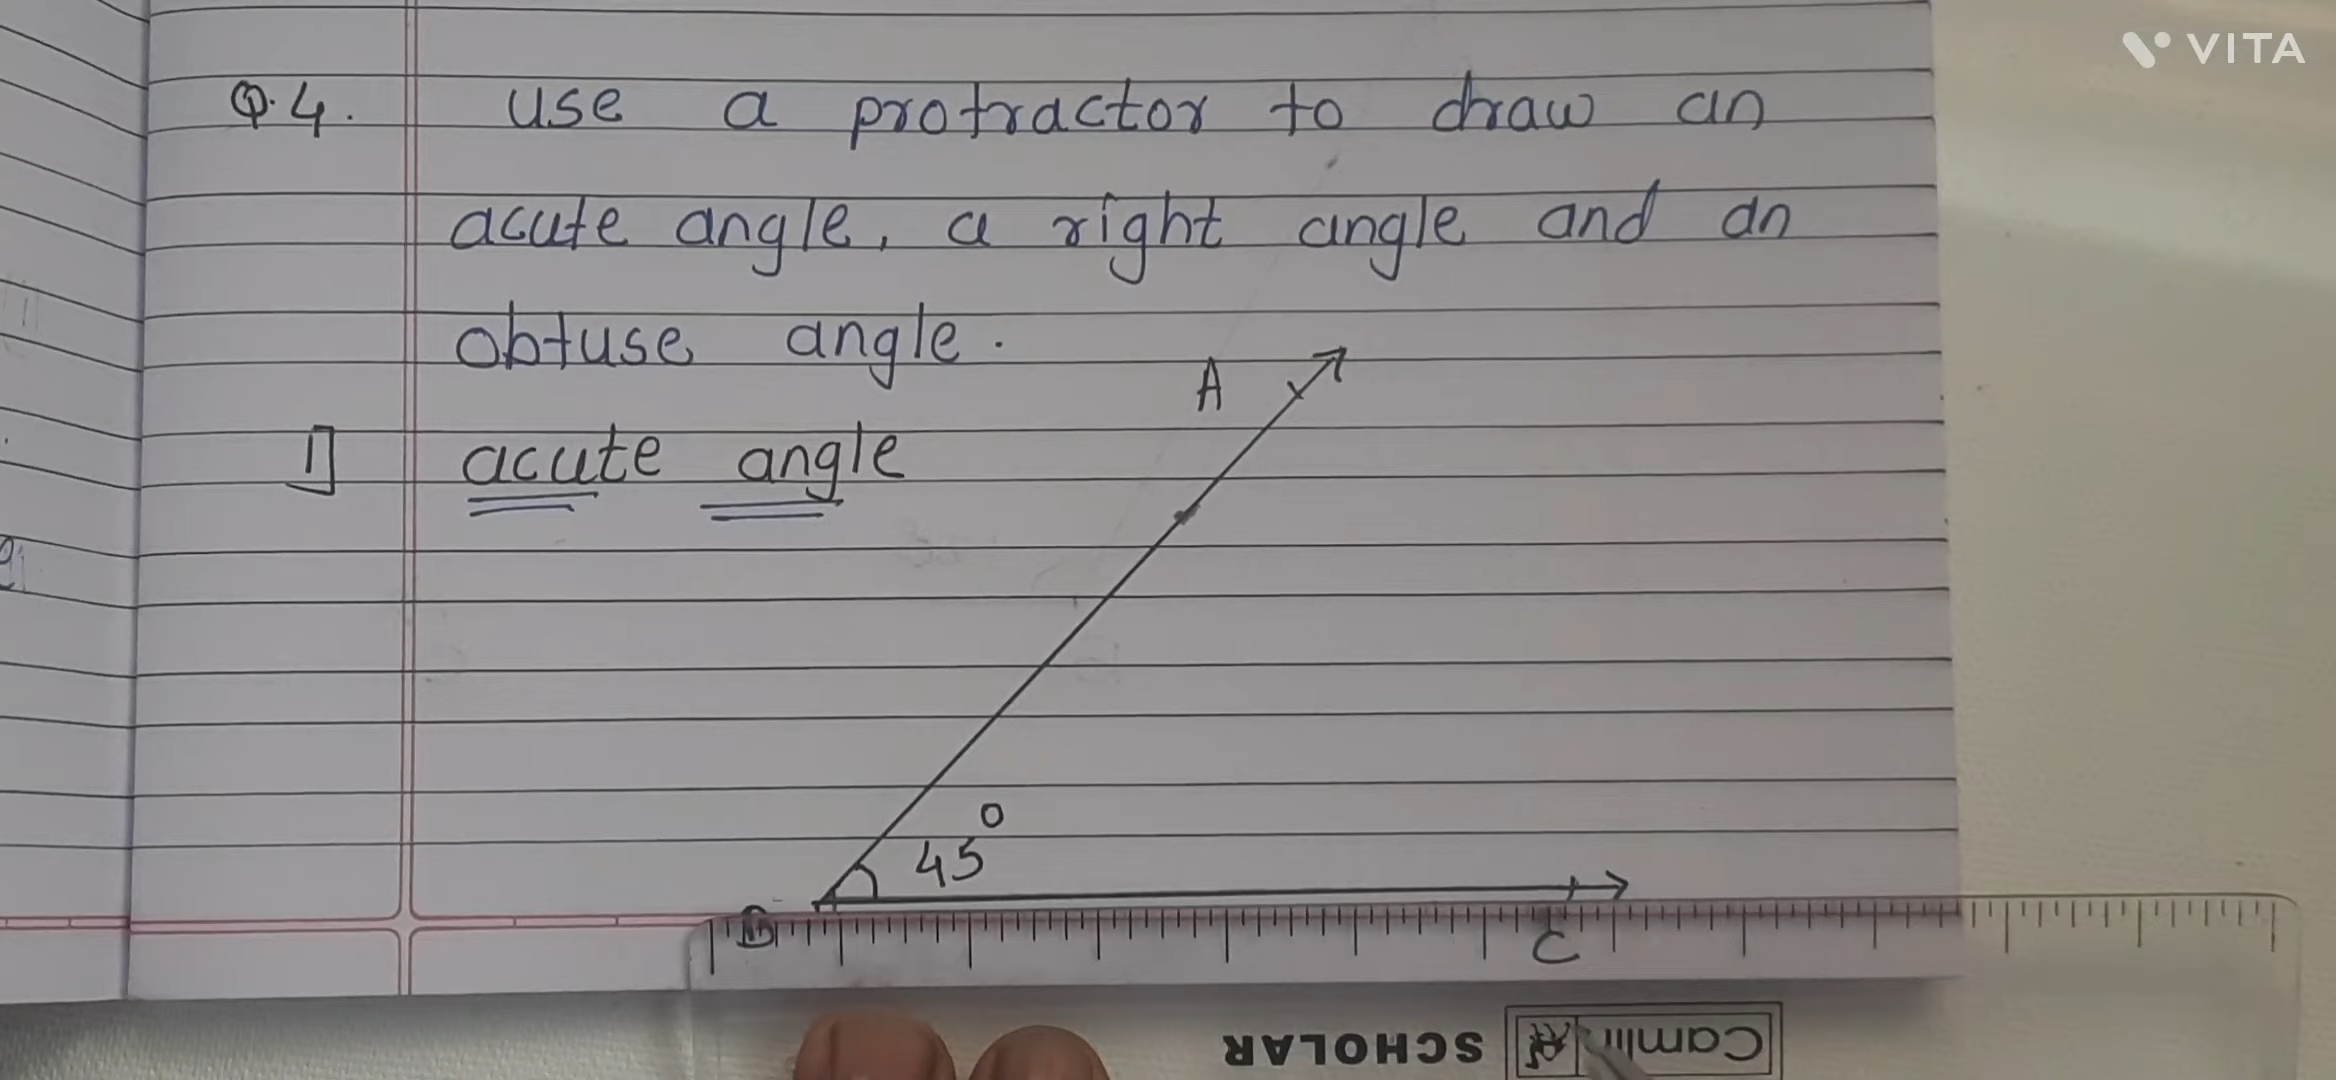 VITA
Q.4. use a protractor to draw an
acute angle, a right angle and an
obtuse angle.
1] acute angle
A
45°
B
C
SCHOLAR Camlin